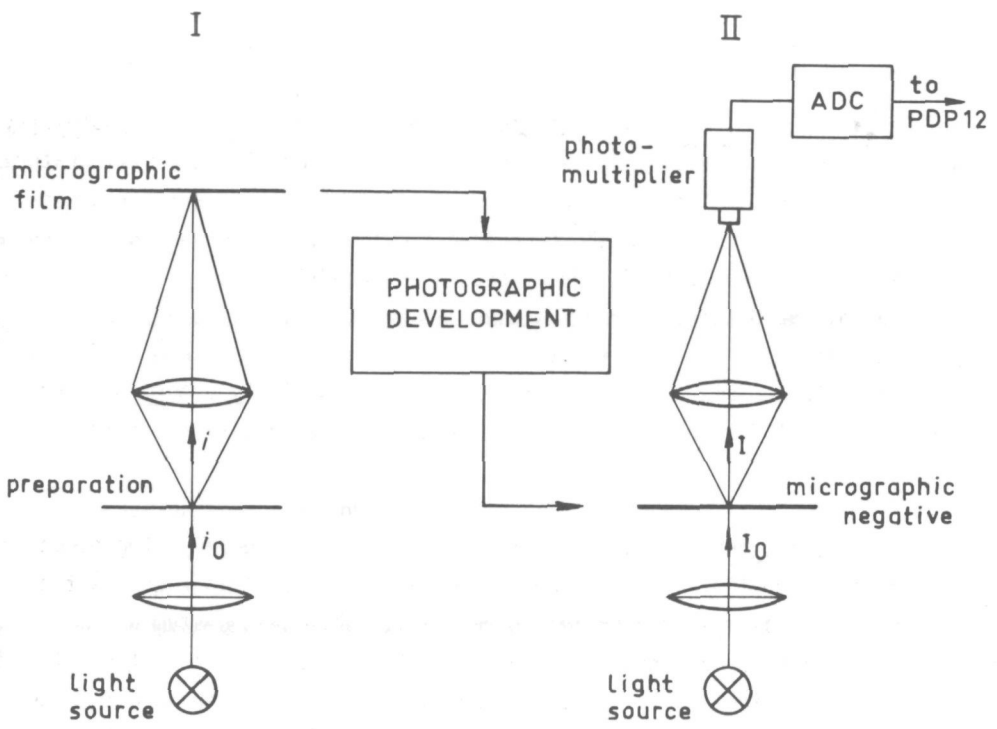 I
II
ADC
to
PDP12
photo-
multiplier
micrographic
film
PHOTOGRAPHIC
DEVELOPMENT
i
I
preparation
micrographic
negative
i0
I0
light
source
light
source